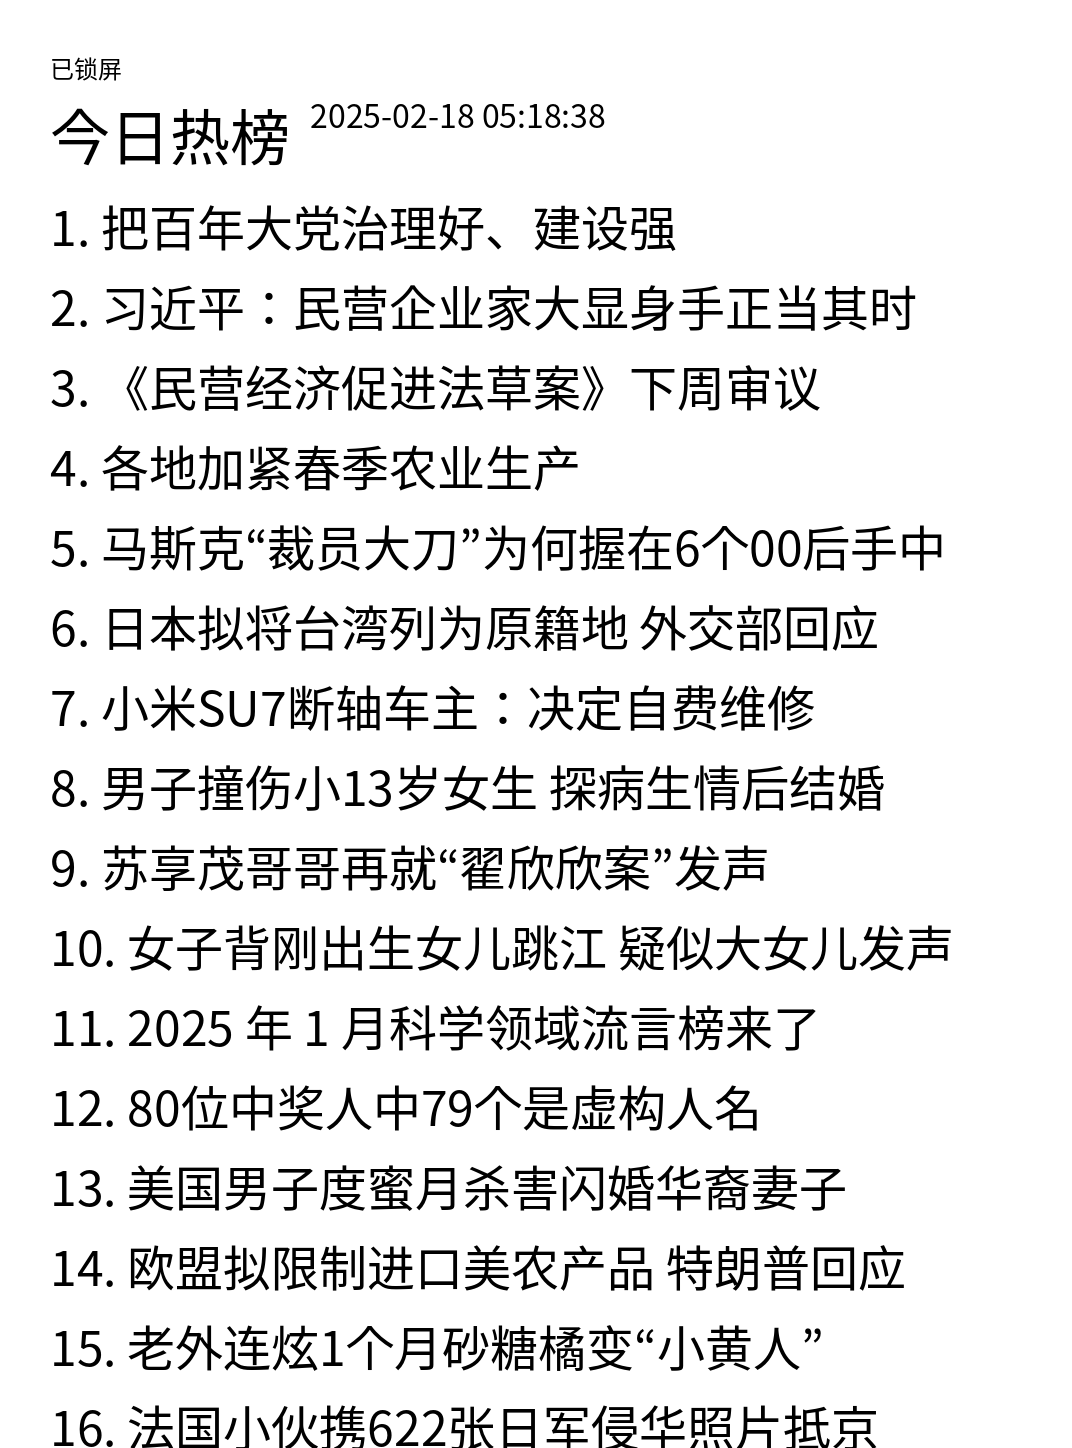 已锁屏
今日热榜 2025-02-18 05:18:38
1. 把百年大党治理好、建设强
2. 习近平：民营企业家大显身手正当其时
3. 《民营经济促进法草案》下周审议
4. 各地加紧春季农业生产
5. 马斯克“裁员大刀”为何握在6个00后手中
6. 日本拟将台湾列为原籍地 外交部回应
7. 小米SU7断轴车主：决定自费维修
8. 男子撞伤小13岁女生 探病生情后结婚
9. 苏享茂哥哥再就“翟欣欣案”发声
10. 女子背刚出生女儿跳江 疑似大女儿发声
11. 2025 年 1 月科学领域流言榜来了
12. 80位中奖人中79个是虚构人名
13. 美国男子度蜜月杀害闪婚华裔妻子
14. 欧盟拟限制进口美农产品 特朗普回应
15. 老外连炫1个月砂糖橘变“小黄人”
16. 法国小伙携622张日军侵华照片抵京